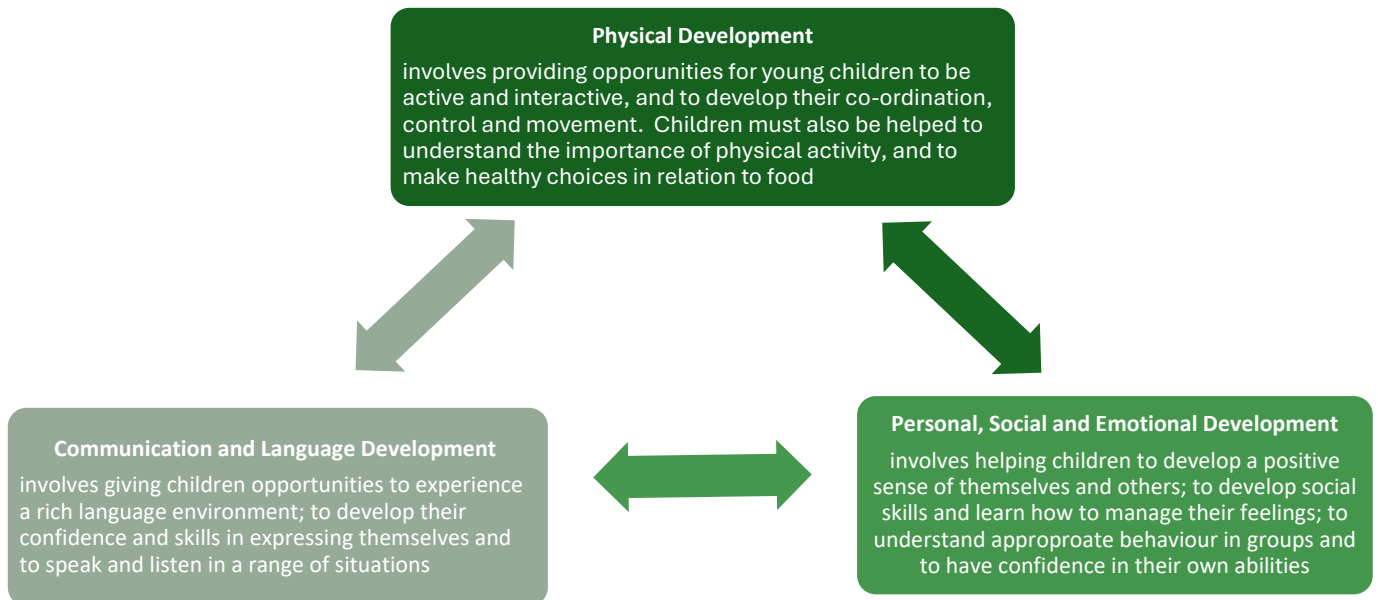 Physical Development
involves providing opporunities for young children to be
active and interactive, and to develop their co-ordination,
control and movement.  Children must also be helped to
understand the importance of physical activity, and to
make healthy choices in relation to food
Communication and Language Development
involves giving children opportunities to experience
a rich language environment; to develop their
confidence and skills in expressing themselves and
to speak and listen in a range of situations
Personal, Social and Emotional Development
involves helping children to develop a positive
sense of themselves and others; to develop social
skills and learn how to manage their feelings; to
understand approproate behaviour in groups and
to have confidence in their own abilities